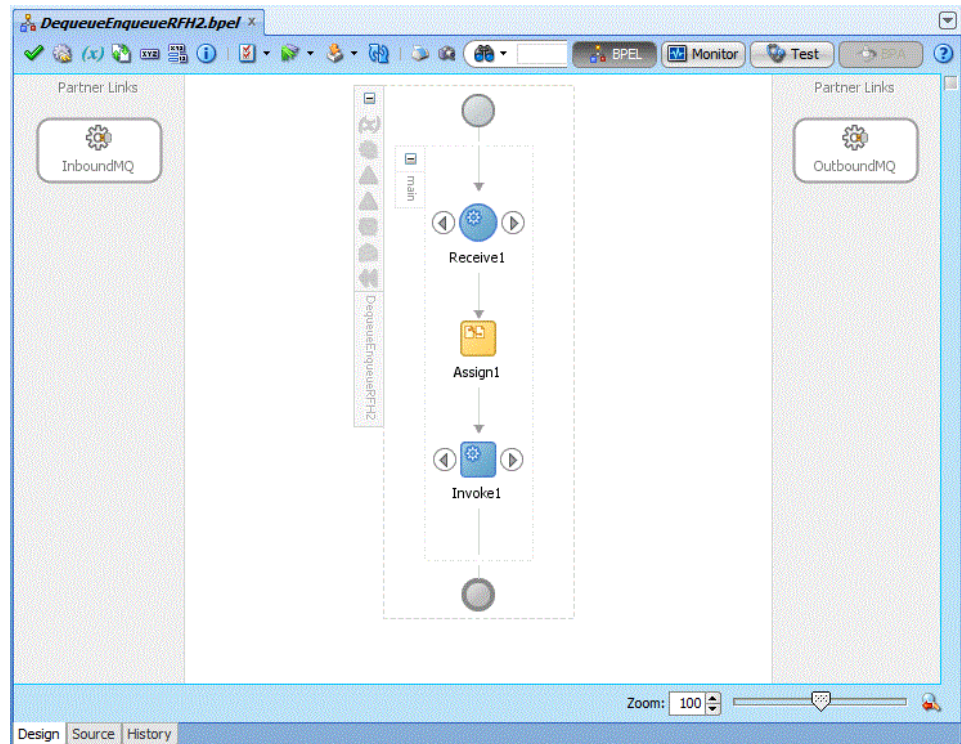 DequeueEnqueueRFH2.bpel x
(x) XYZ BPEL Monitor Test BPA ?
Partner Links
Partner Links
InboundMQ
OutboundMQ
(x)
main
Receive1
DequeueEnqueueRFH2
Assign1
Invoke1
Zoom: 100
Design Source History